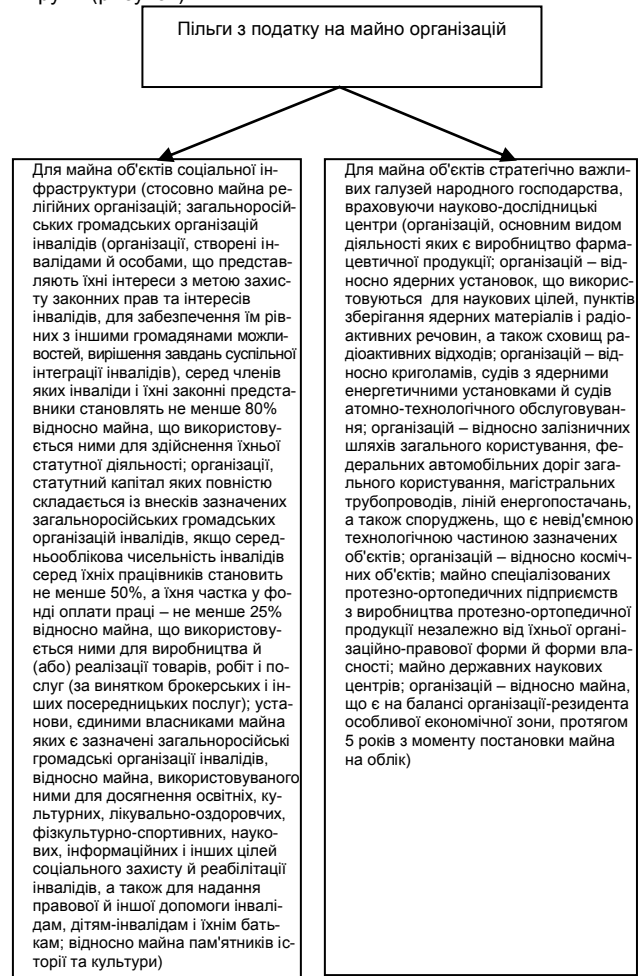 Пільги з податку на майно організацій
Для майна об'єктів соціальної ін-
фраструктури (стосовно майна ре-
лігійних організацій; загальноросій-
ських громадських організацій
інвалідів (організації, створені ін-
валідами й особами, що представ-
ляють їхні інтереси з метою захис-
ту законних прав та інтересів
інвалідів, для забезпечення їм рів-
них з іншими громадянами можли-
востей, вирішення завдань суспільної
інтеграції інвалідів), серед членів
яких інваліди і їхні законні предста-
вники становлять не менше 80%
відносно майна, що використову-
ється ними для здійснення їхньої
статутної діяльності; організації,
статутний капітал яких повністю
складається із внесків зазначених
загальноросійських громадських
організацій інвалідів, якщо серед-
ньооблікова чисельність інвалідів
серед їхніх працівників становить
не менше 50%, а їхня частка у фо-
нді оплати праці – не менше 25%
відносно майна, що використову-
ється ними для виробництва й
(або) реалізації товарів, робіт і по-
слуг (за винятком брокерських і ін-
ших посередницьких послуг); уста-
нови, єдиними власниками майна
яких є зазначені загальноросійські
громадські організації інвалідів,
відносно майна, використовуваного
ними для досягнення освітніх, ку-
льтурних, лікувально-оздоровчих,
фізкультурно-спортивних, науко-
вих, інформаційних і інших цілей
соціального захисту й реабілітації
інвалідів, а також для надання
правової й іншої допомоги інвалі-
дам, дітям-інвалідам і їхнім бать-
кам; відносно майна пам'ятників іс-
торії та культури)
Для майна об'єктів стратегічно важли-
вих галузей народного господарства,
враховуючи науково-дослідницькі
центри (організацій, основним видом
діяльності яких є виробництво фарма-
цевтичної продукції; організацій – від-
носно ядерних установок, що викорис-
товуються для наукових цілей, пунктів
зберігання ядерних матеріалів і радіо-
активних речовин, а також сховищ ра-
діоактивних відходів; організацій – від-
носно криголамів, судів з ядерними
енергетичними установками й судів
атомно-технологічного обслуговуван-
ня; організацій – відносно залізничних
шляхів загального користування, фе-
деральних автомобільних доріг зага-
льного користування, магістральних
трубопроводів, ліній енергопостачань,
а також споруджень, що є невід'ємною
технологічною частиною зазначених
об'єктів; організацій – відносно косміч-
них об'єктів; майно спеціалізованих
протезно-ортопедичних підприємств
з виробництва протезно-ортопедичної
продукції незалежно від їхньої органі-
заційно-правової форми й форми вла-
сності; майно державних наукових
центрів; організацій – відносно майна,
що є на балансі організації-резидента
особливої економічної зони, протягом
5 років з моменту постановки майна
на облік)